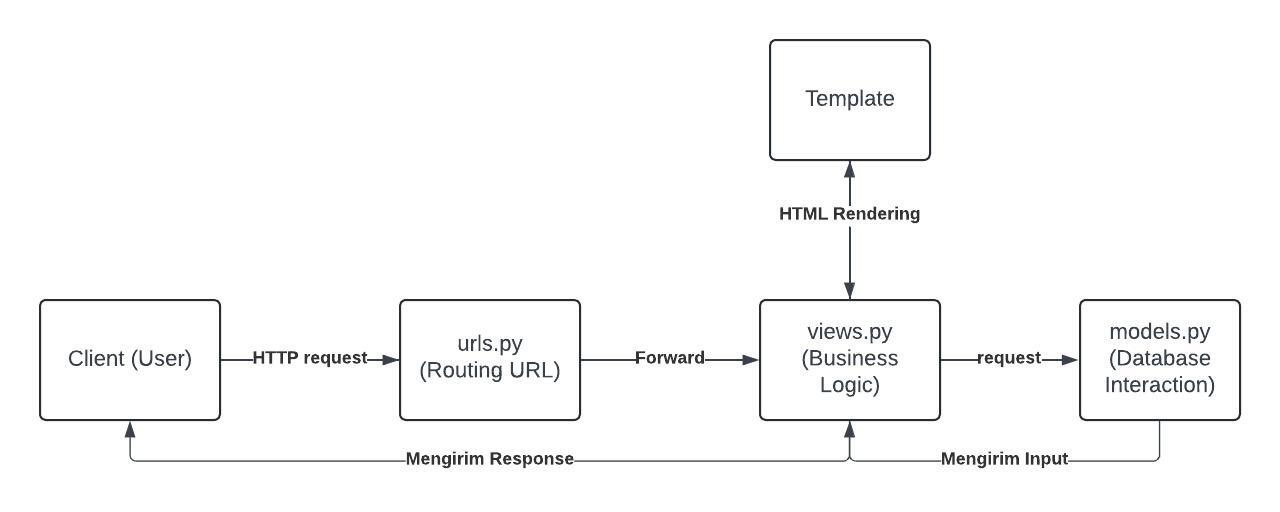 Template
HTML Rendering
Client (User)
HTTP request
urls.py
(Routing URL)
Forward
views.py
(Business
Logic)
request
models.py
(Database
Interaction)
Mengirim Response
Mengirim Input